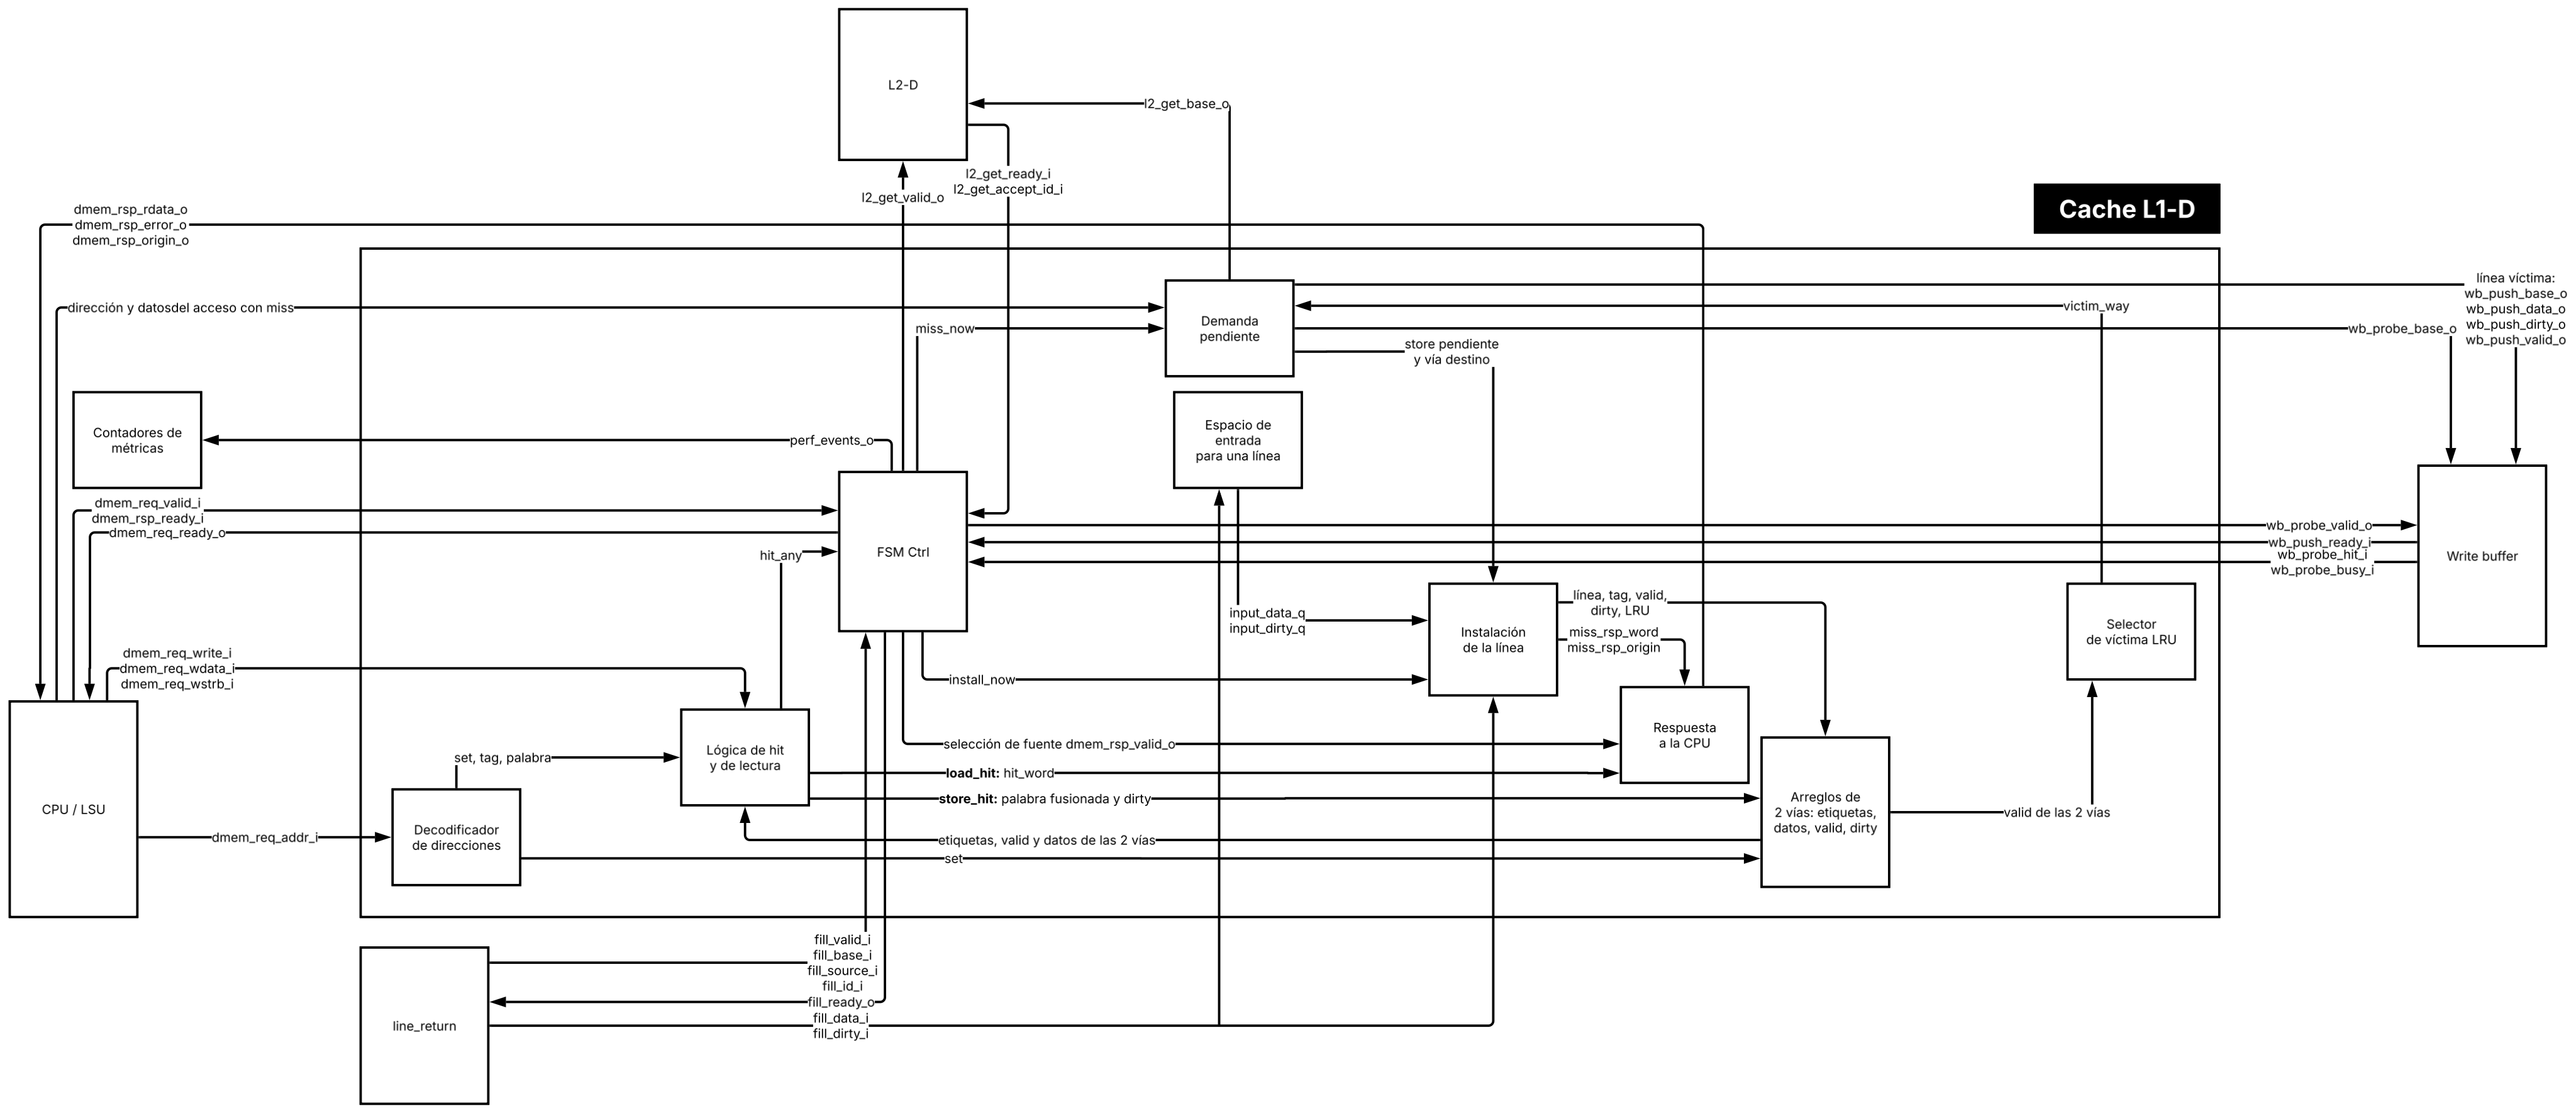 L2-D
l2_get_base_o
l2_get_ready_i
l2_get_accept_id_i
l2_get_valid_o
dmem_rsp_rdata_o
dmem_rsp_error_o
dmem_rsp_origin_o
Cache L1-D
línea víctima:
wb_push_base_o
wb_push_data_o
wb_push_dirty_o
wb_push_valid_o
dirección y datosdel acceso con miss
victim_way
Demanda
pendiente
miss_now
wb_probe_base_o
store pendiente
y vía destino
Contadores de
métricas
perf_events_o
Espacio de
entrada
para una línea
dmem_req_valid_i
dmem_rsp_ready_i
dmem_req_ready_o
hit_any
FSM Ctrl
wb_probe_valid_o
wb_push_ready_i
wb_probe_hit_i
wb_probe_busy_i
Write buffer
input_data_q
input_dirty_q
línea, tag, valid,
dirty, LRU
Instalación
de la línea
miss_rsp_word
miss_rsp_origin
Selector
de víctima LRU
dmem_req_write_i
dmem_req_wdata_i
dmem_req_wstrb_i
install_now
Respuesta
a la CPU
selección de fuente dmem_rsp_valid_o
set, tag, palabra
Lógica de hit
y de lectura
load_hit: hit_word
store_hit: palabra fusionada y dirty
CPU / LSU
Arreglos de
2 vías: etiquetas,
datos, valid, dirty
valid de las 2 vías
dmem_req_addr_i
Decodificador
de direcciones
etiquetas, valid y datos de las 2 vías
set
fill_valid_i
fill_base_i
fill_source_i
fill_id_i
fill_ready_o
fill_data_i
fill_dirty_i
line_return